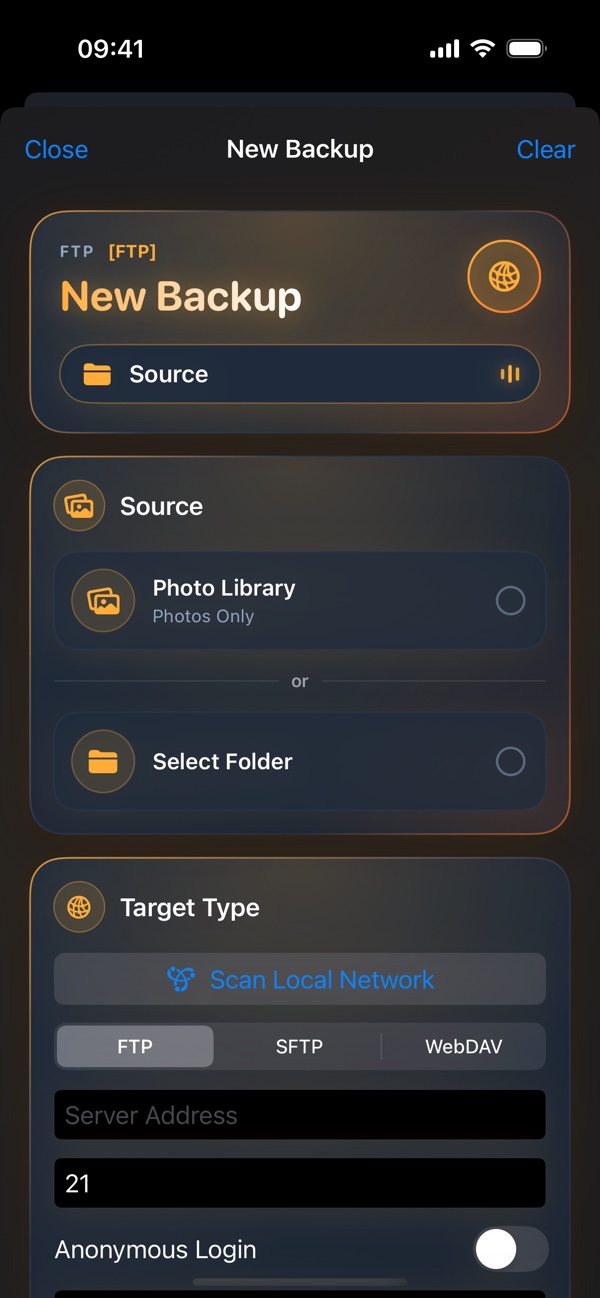 09:41
Close
New Backup
Clear
FTP [FTP]
New Backup
Source
Source
Photo Library
Photos Only
or
Select Folder
Target Type
Scan Local Network
FTP
SFTP
WebDAV
Server Address
21
Anonymous Login